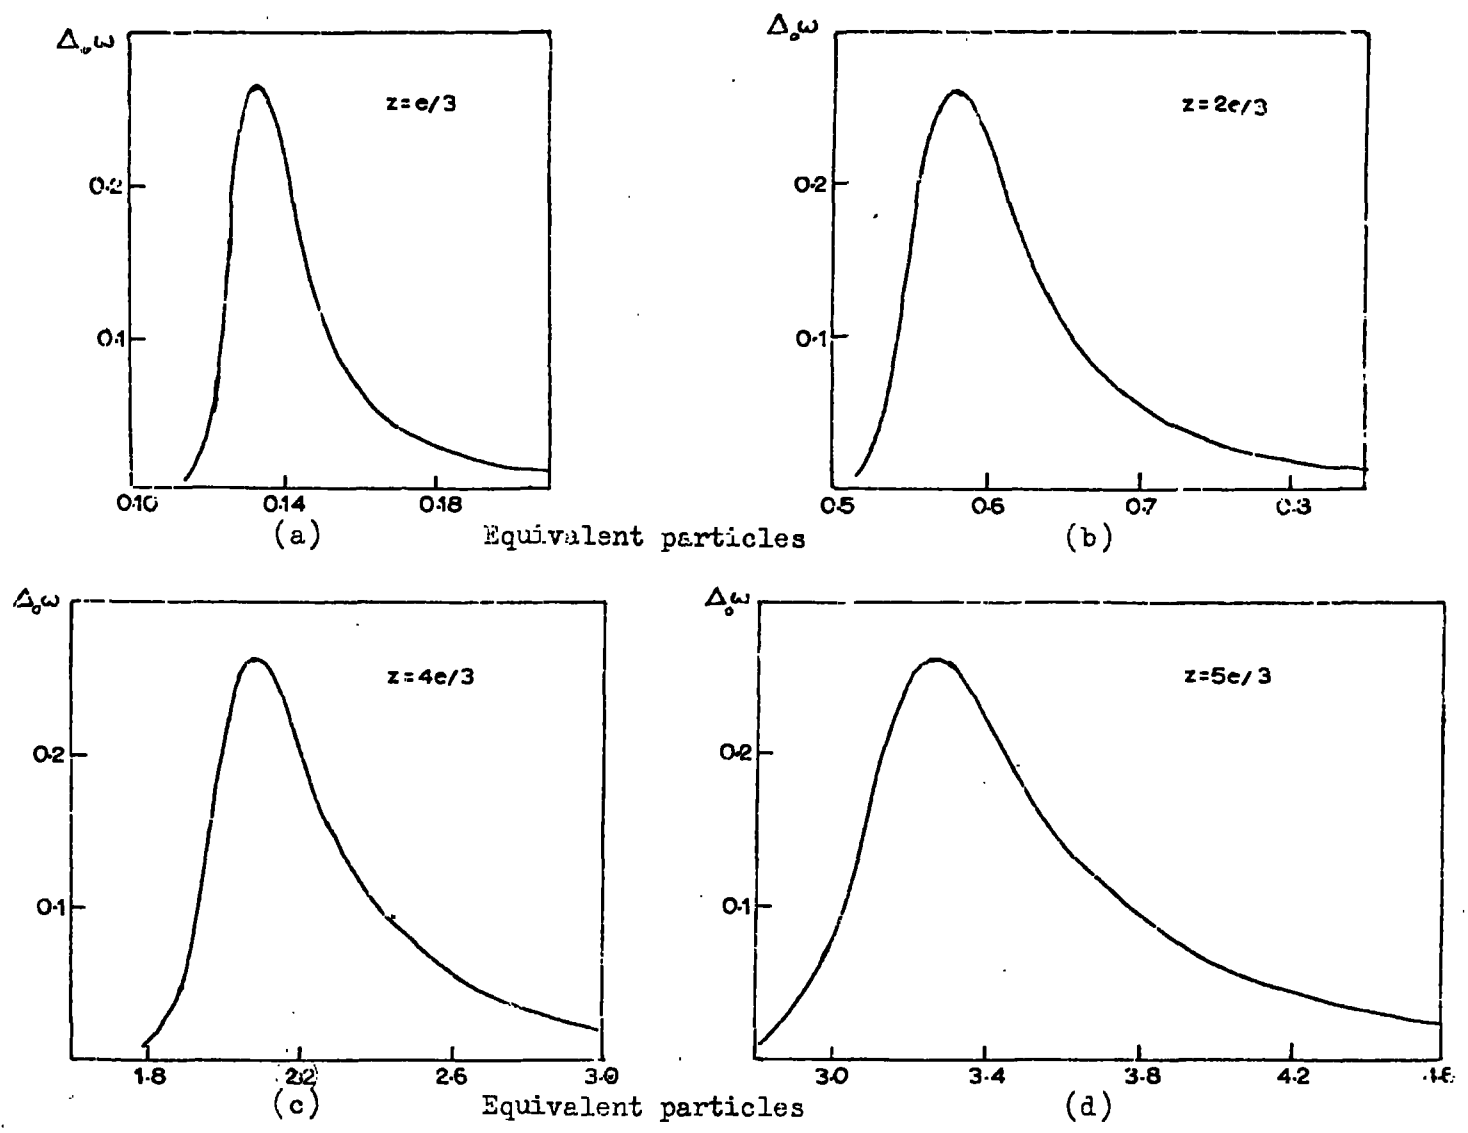 Δ₀ω
z=e/3
0.2
0.1
0.10 0.14 0.18
(a)
Δ₀ω
z=2e/3
0.2
0.1
0.5 0.6 0.7
(b)
Equivalent particles
Δ₀ω
z=4e/3
0.2
0.1
1.8 2.2 2.6 3.0
(c)
Δ₀ω
z=5e/3
0.2
0.1
3.0 3.4 3.8 4.2
(d)
Equivalent particles